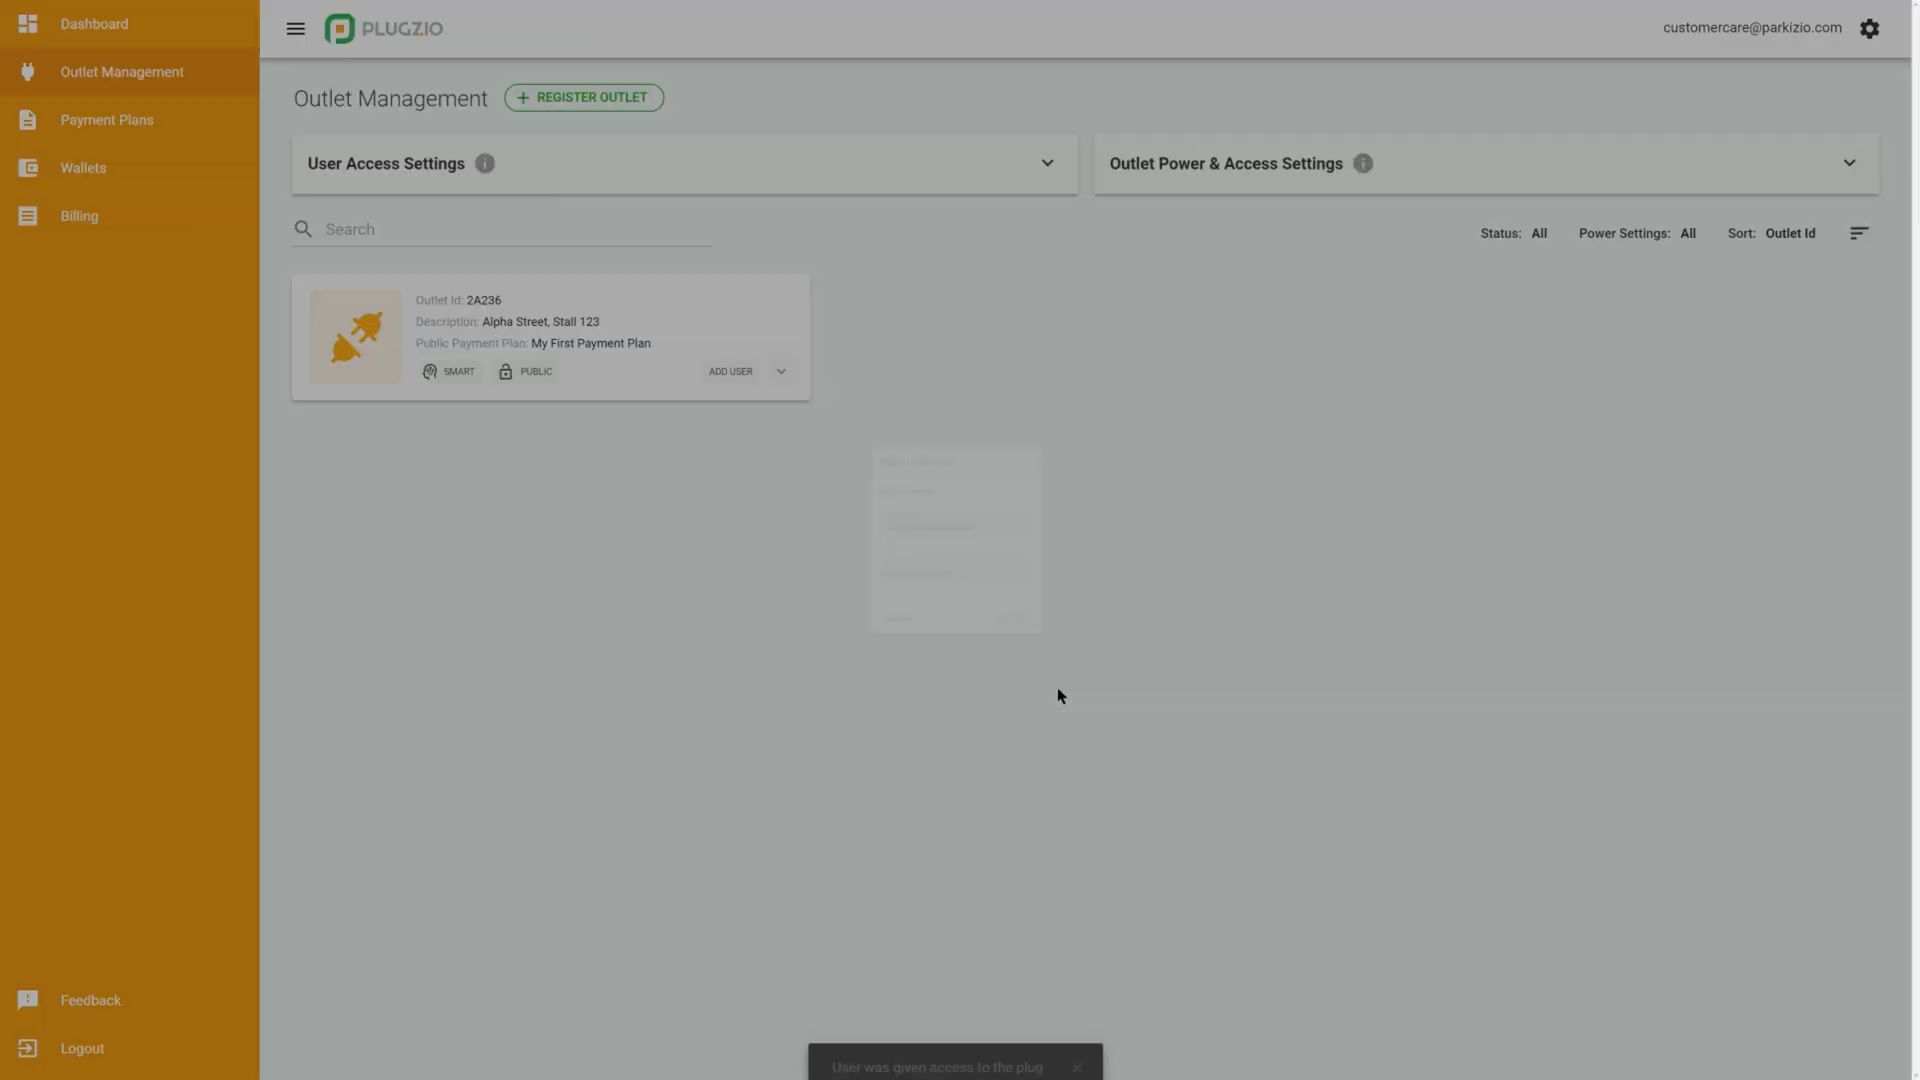 Dashboard
Outlet Management
Payment Plans
Wallets
Billing
Feedback
Logout
PLUGZIO
customercare@parkizio.com
Outlet Management
+ REGISTER OUTLET
User Access Settings
Outlet Power & Access Settings
Search
Status: All Power Settings: All Sort: Outlet Id
Outlet Id: 2A236
Description: Alpha Street, Stall 123
Public Payment Plan: My First Payment Plan
SMART PUBLIC ADD USER
User was given access to the plug